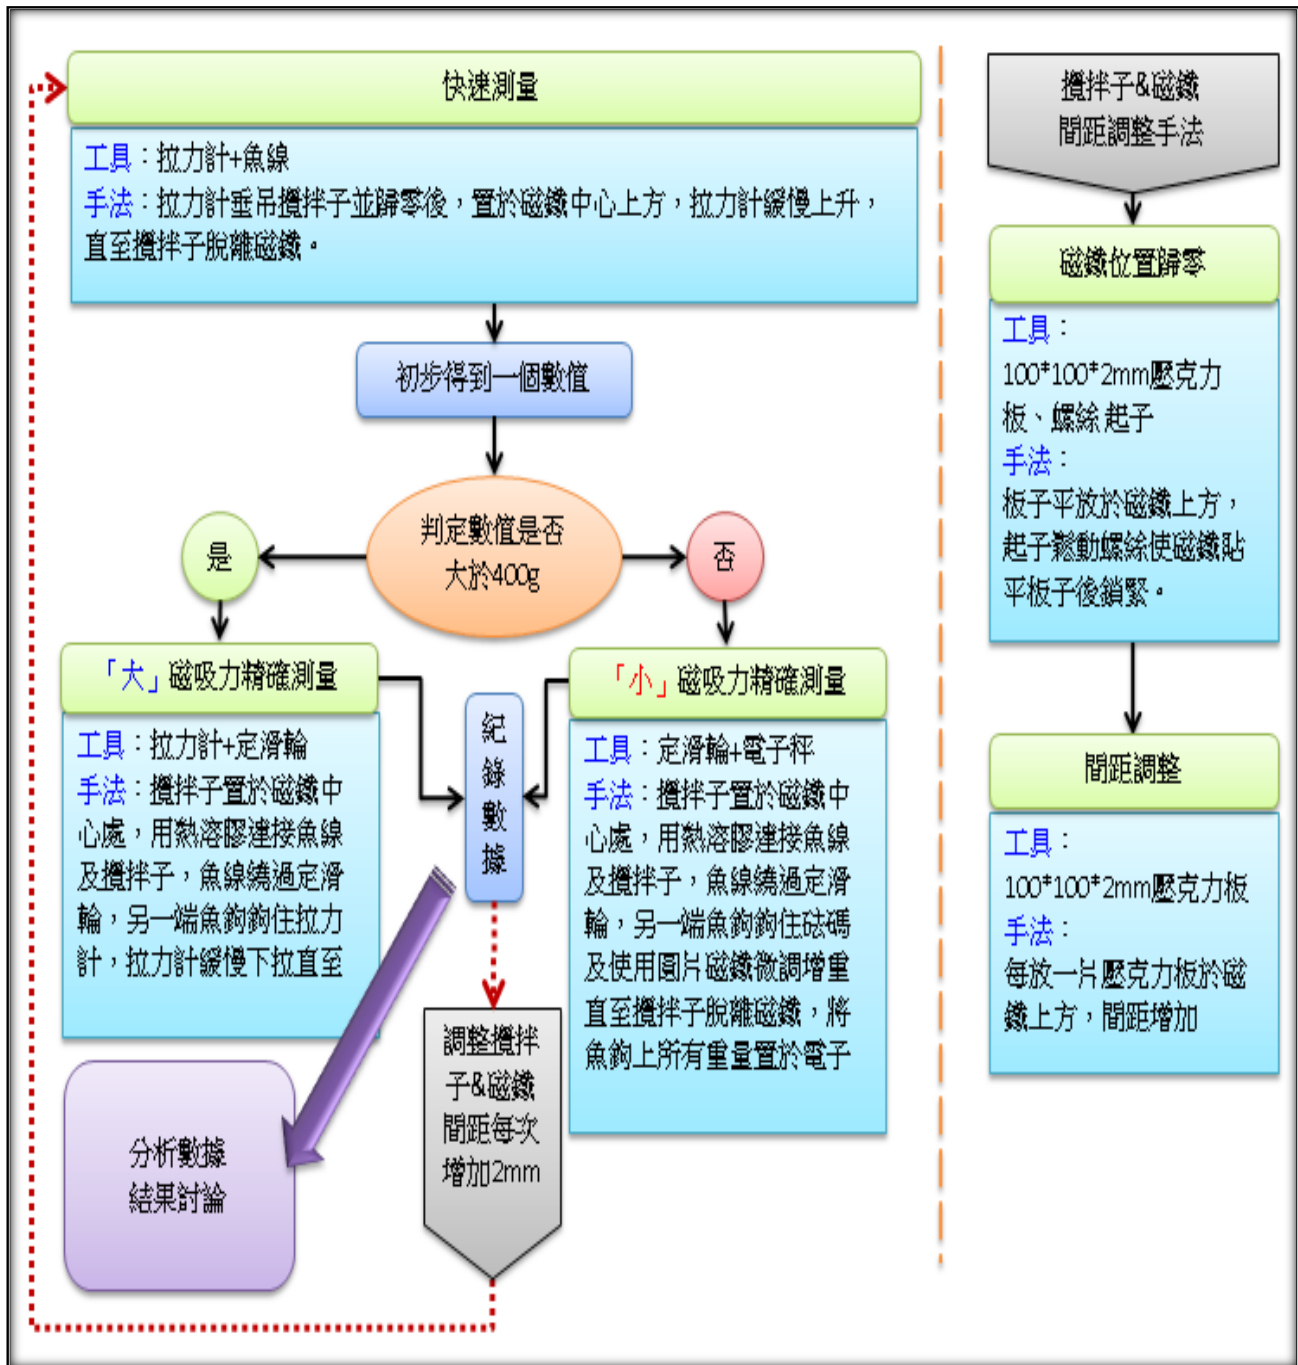 快速測量
工具：拉力計+魚線
手法：拉力計垂吊攪拌子並歸零後，置於磁鐵中心上方，拉力計緩慢上升，
直至攪拌子脫離磁鐵。
初步得到一個數值
判定數值是否
大於400g
是
否
「大」磁吸力精確測量
工具：拉力計+定滑輪
手法：攪拌子置於磁鐵中
心處，用熱溶膠連接魚線
及攪拌子，魚線繞過定滑
輪，另一端魚鉤鉤住拉力
計，拉力計緩慢下拉直至
紀
錄
數
據
「小」磁吸力精確測量
工具：定滑輪+電子秤
手法：攪拌子置於磁鐵中
心處，用熱溶膠連接魚線
及攪拌子，魚線繞過定滑
輪，另一端魚鉤鉤住砝碼
及使用圓片磁鐵微調增重
直至攪拌子脫離磁鐵，將
魚鉤上所有重量置於電子
調整攪拌
子&磁鐵
間距每次
增加2mm
分析數據
結果討論
攪拌子&磁鐵
間距調整手法
磁鐵位置歸零
工具：
100*100*2mm壓克力
板、螺絲起子
手法：
板子平放於磁鐵上方，
起子鬆動螺絲使磁鐵貼
平板子後鎖緊。
間距調整
工具：
100*100*2mm壓克力板
手法：
每放一片壓克力板於磁
鐵上方，間距增加